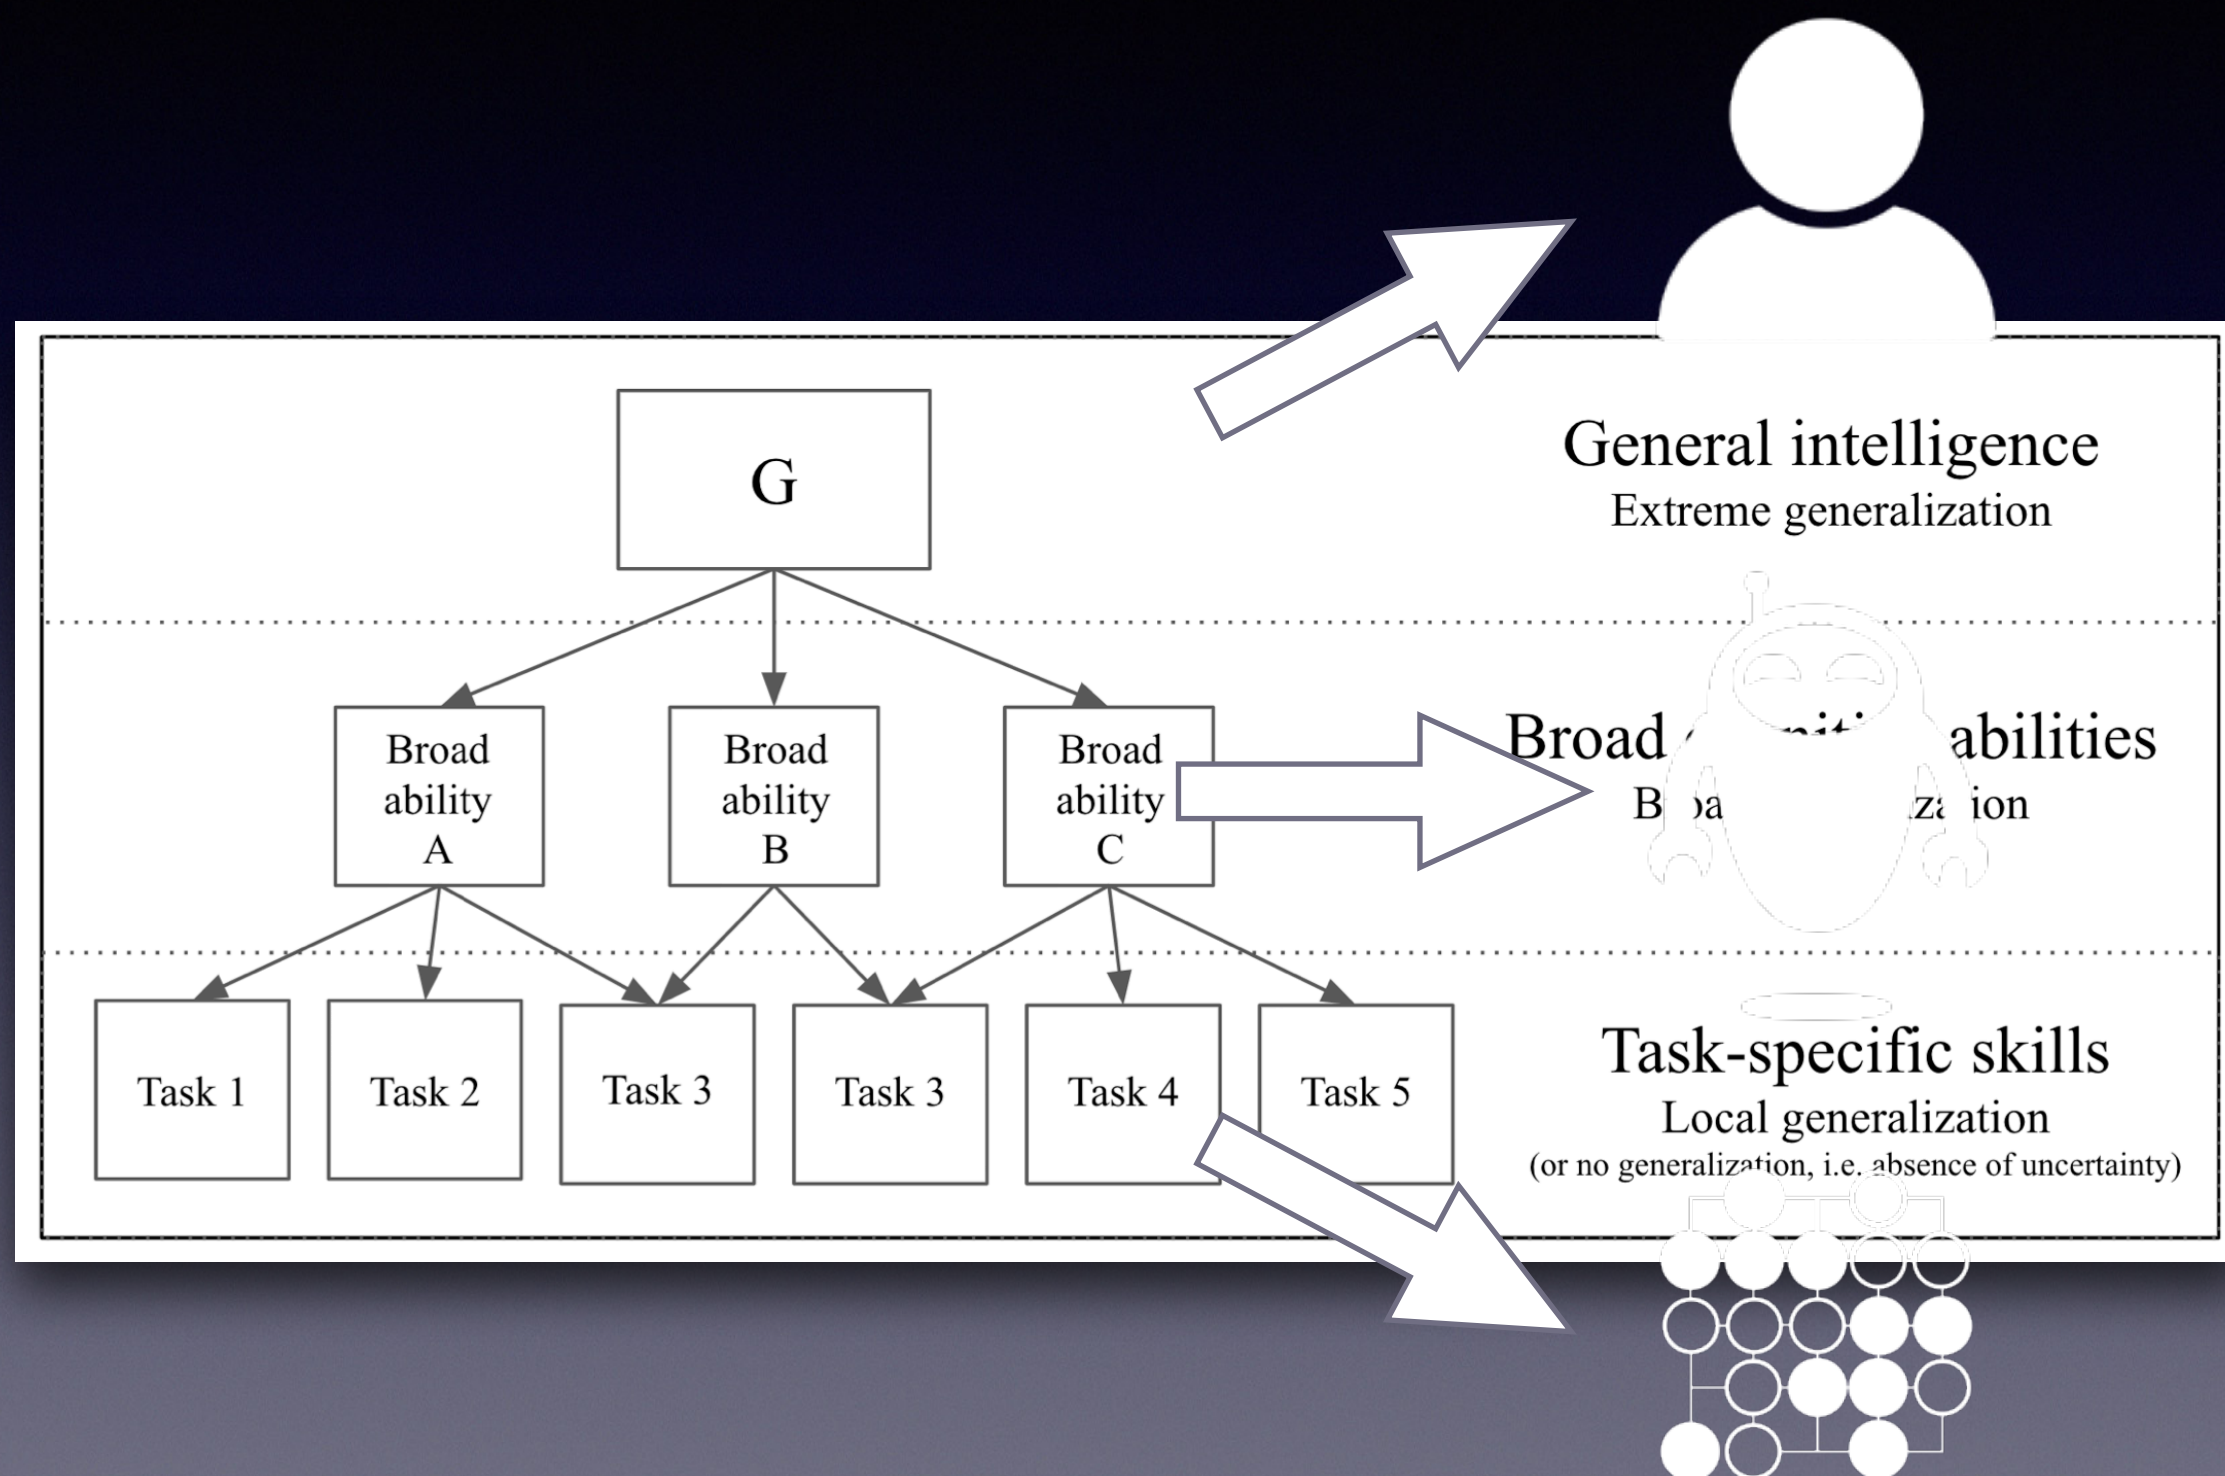 G
General intelligence
Extreme generalization
Broad
ability
A
Broad
ability
B
Broad
ability
C
Broad abilities
Task 1
Task 2
Task 3
Task 3
Task 4
Task 5
Task-specific skills
Local generalization
(or no generalization, i.e. absence of uncertainty)